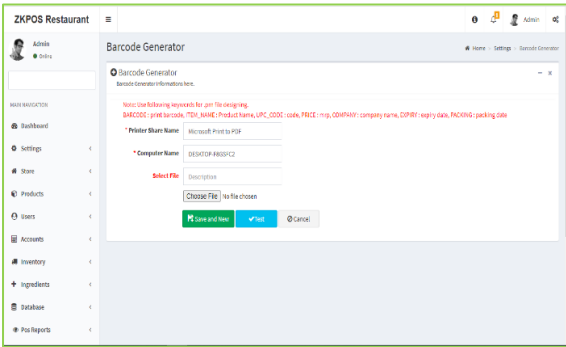 ZKPOS Restaurant
Admin
Admin
Online
Barcode Generator
Home > Settings > Barcode Generator
Barcode Generator
Barcode Generator Informations here.
MAIN NAVIGATION
Note: Use following keywords for .prn file designing.
BARCODE : print barcode, ITEM_NAME : Product Name, UPC_CODE : code, PRICE : mrp, COMPANY : company name, EXPIRY : expiry date, PACKING : packing date
Dashboard
* Printer Share Name Microsoft Print to PDF
Settings
* Computer Name
Store
Select File Description
Products
Choose File No file chosen
Users
Save and New Test Cancel
Accounts
Inventory
Ingredients
Database
Pos Reports